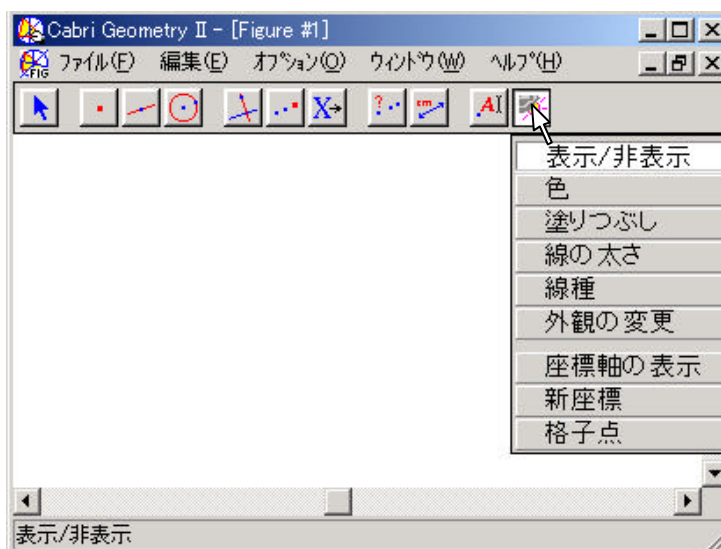 Cabri Geometry II - [Figure #1]
FIG ファイル(F) 編集(E) オプション(O) ウィンドウ(W) ヘルプ(H)
X ? cm AI
表示/非表示
色
塗りつぶし
線の太さ
線種
外観の変更
座標軸の表示
新座標
格子点
表示/非表示